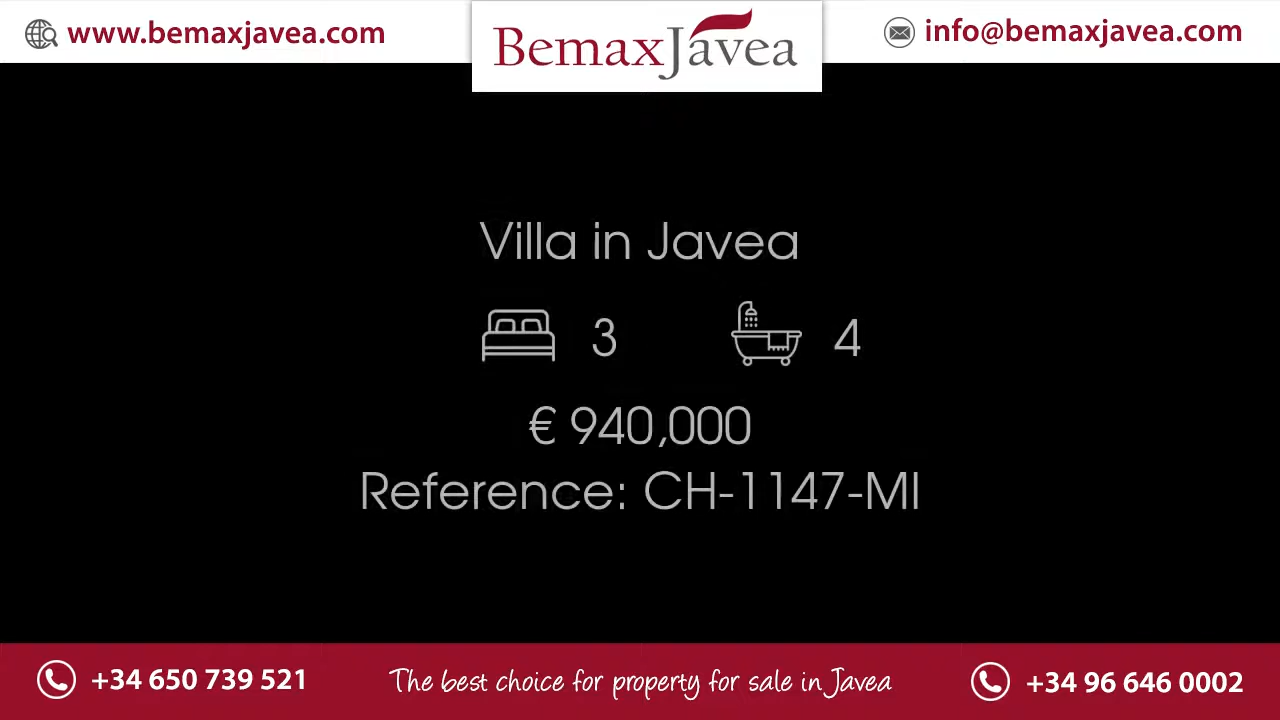 www.bemaxjavea.com
BemaxJavea
info@bemaxjavea.com
Villa in Javea
3 4
€ 940,000
Reference: CH-1147-MI
+34 650 739 521
The best choice for property for sale in Javea
+34 96 646 0002